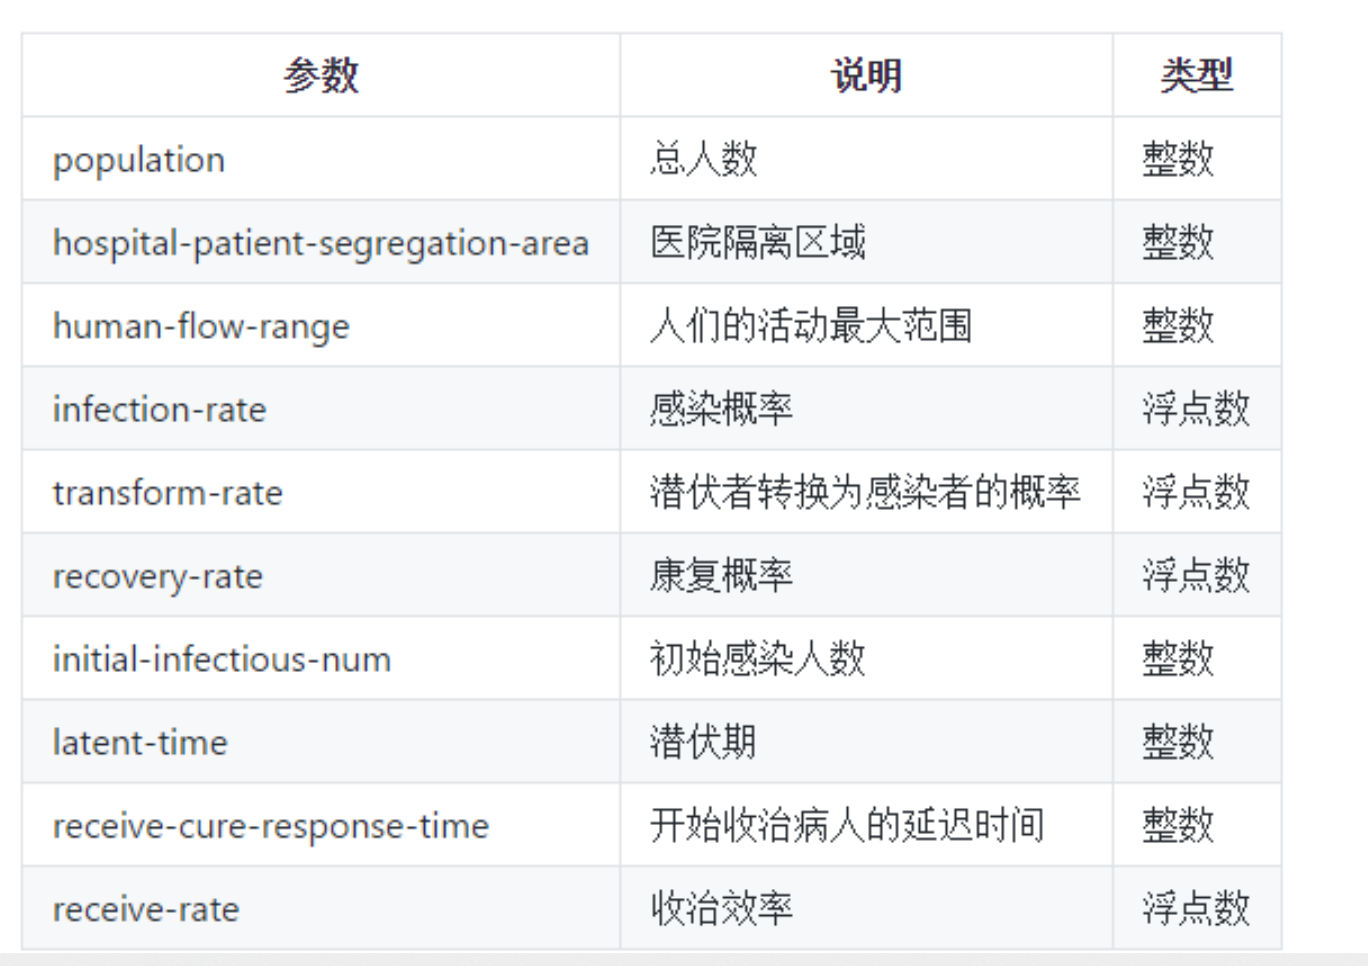 参数 说明 类型
population 总人数 整数
hospital-patient-segregation-area 医院隔离区域 整数
human-flow-range 人们的活动最大范围 整数
infection-rate 感染概率 浮点数
transform-rate 潜伏者转换为感染者的概率 浮点数
recovery-rate 康复概率 浮点数
initial-infectious-num 初始感染人数 整数
latent-time 潜伏期 整数
receive-cure-response-time 开始收治病人的延迟时间 整数
receive-rate 收治效率 浮点数